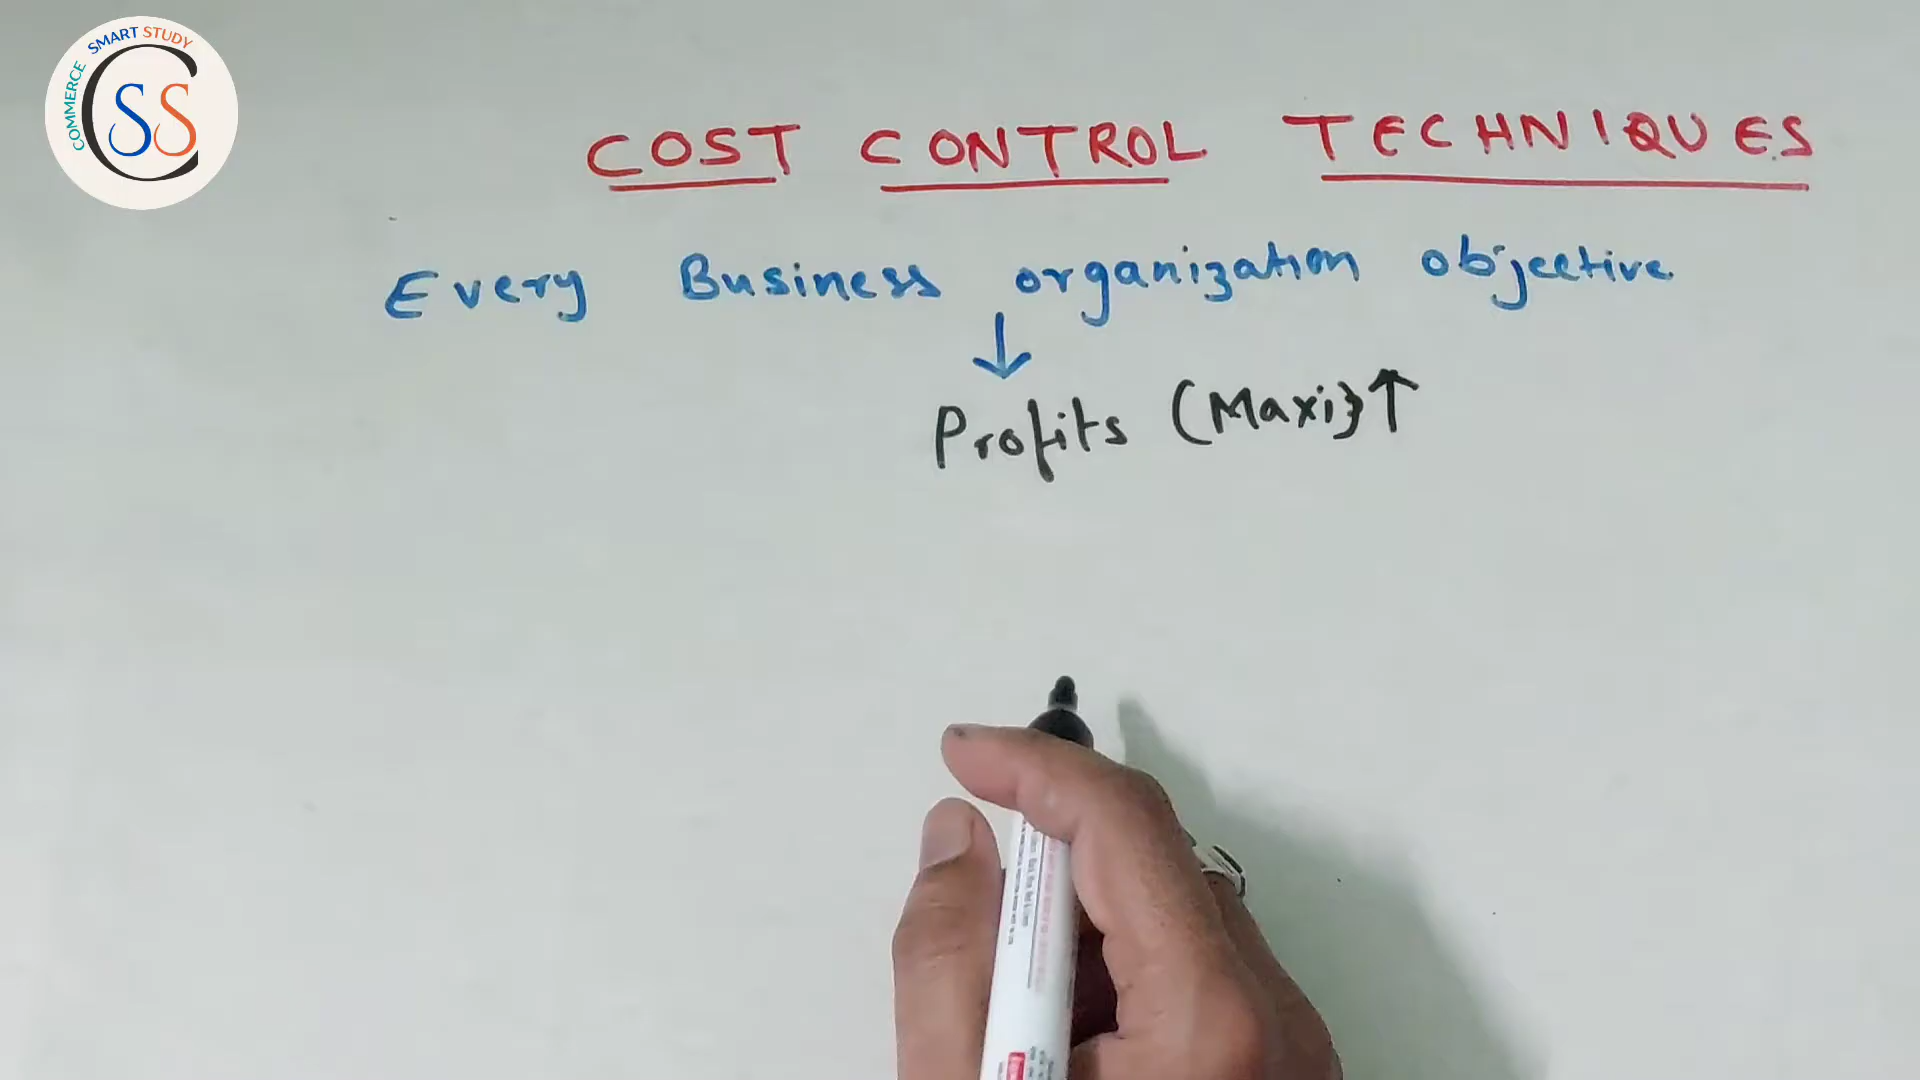 COMMERCE SMART STUDY
CSS
COST CONTROL TECHNIQUES
Every Business organization objective
↓
Profits (Maxi) ↑